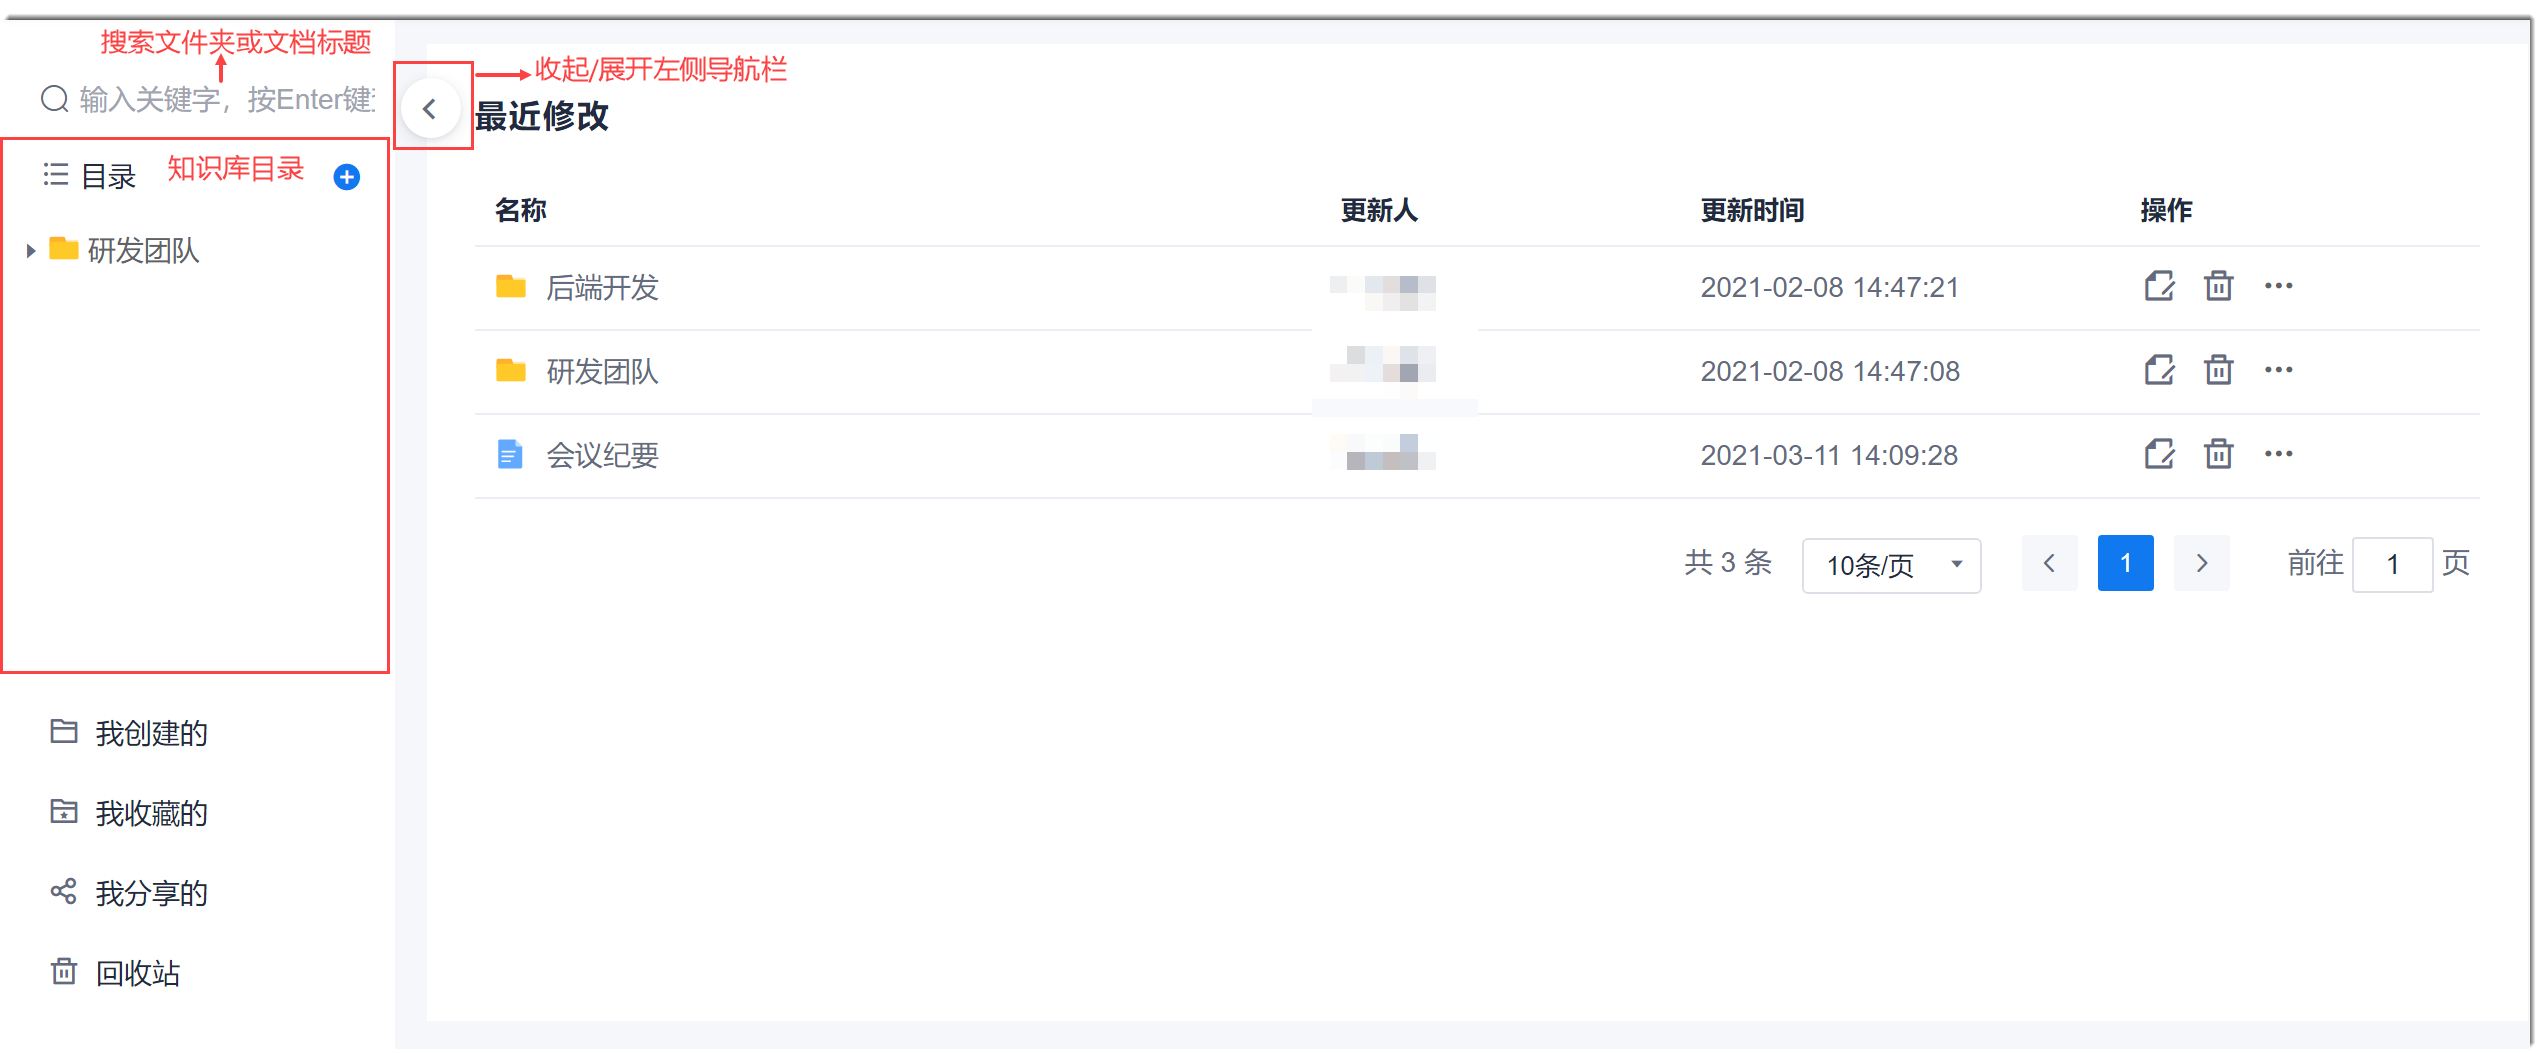 搜索文件夹或文档标题
输入关键字，按Enter键
目录
知识库目录
研发团队
我创建的
我收藏的
我分享的
回收站
收起/展开左侧导航栏
最近修改
名称 更新人 更新时间 操作
后端开发 2021-02-08 14:47:21
研发团队 2021-02-08 14:47:08
会议纪要 2021-03-11 14:09:28
共 3 条 10条/页 1 前往 1 页